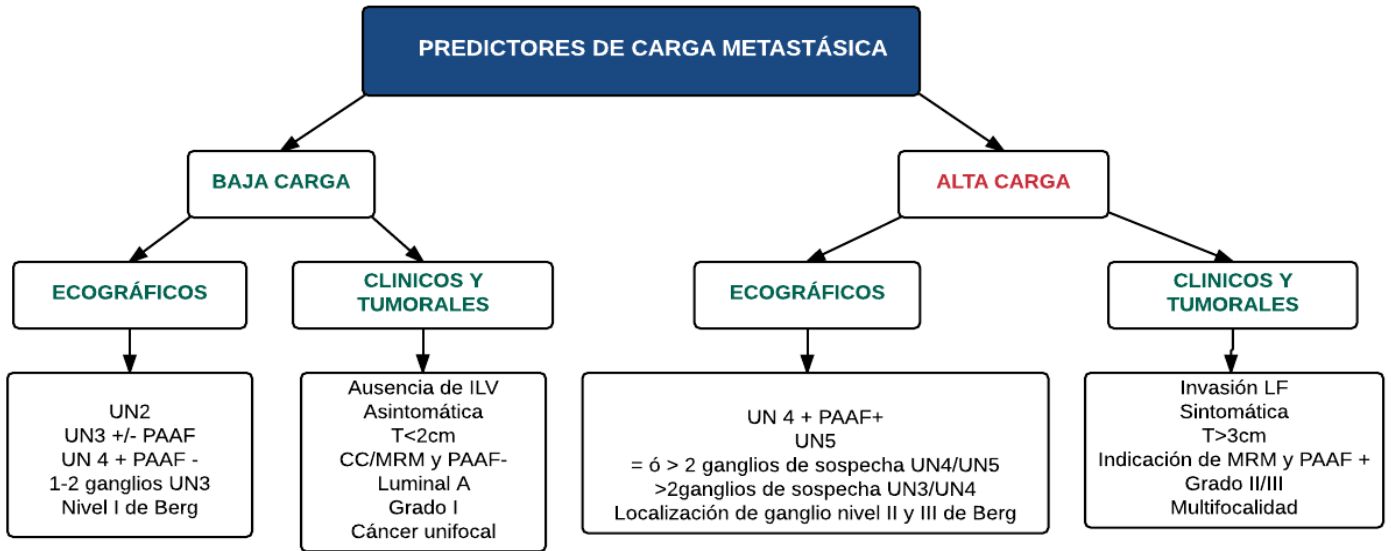 PREDICTORES DE CARGA METASTÁSICA
BAJA CARGA
ALTA CARGA
ECOGRÁFICOS
CLINICOS Y
TUMORALES
ECOGRÁFICOS
CLINICOS Y
TUMORALES
UN2
UN3 +/- PAAF
UN 4 + PAAF -
1-2 ganglios UN3
Nivel I de Berg
Ausencia de ILV
Asintomática
T<2cm
CC/MRM y PAAF-
Luminal A
Grado I
Cáncer unifocal
UN 4 + PAAF+
UN5
= ó > 2 ganglios de sospecha UN4/UN5
>2ganglios de sospecha UN3/UN4
Localización de ganglio nivel II y III de Berg
Invasión LF
Sintomática
T>3cm
Indicación de MRM y PAAF +
Grado II/III
Multifocalidad